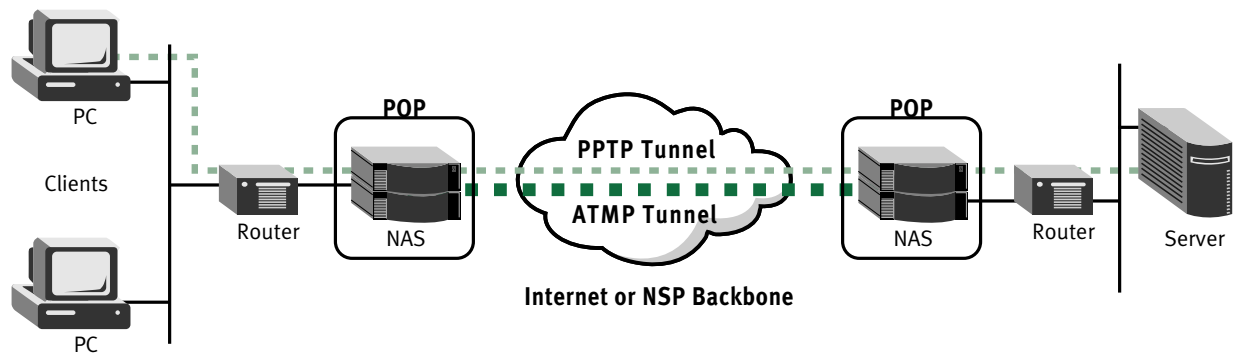 POP
POP
PC
PPTP Tunnel
Clients
ATMP Tunnel
Router
NAS
NAS
Router
Server
Internet or NSP Backbone
PC